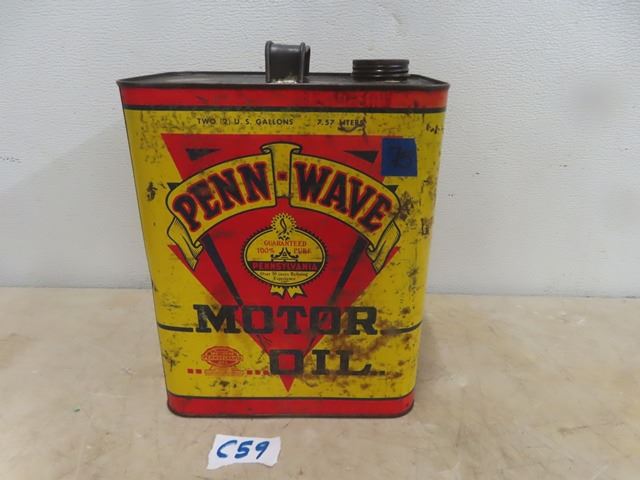 TWO (2) U.S. GALLONS 7.57 LITERS
PENN-WAVE
GUARANTEED
100% PURE
PENNSYLVANIA
MOTOR
OIL
C59